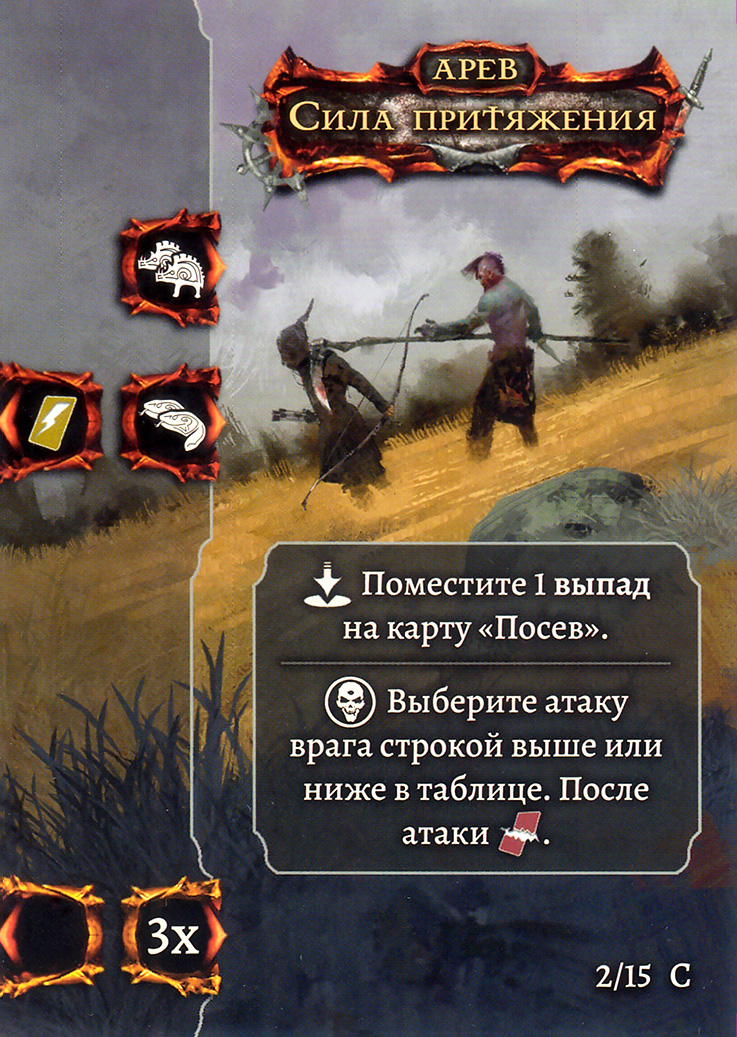 АРЕВ
Сила притяжения
Поместите 1 выпад
на карту «Посев».
Выберите атаку
врага строкой выше или
ниже в таблице. После
атаки .
3x
2/15 С